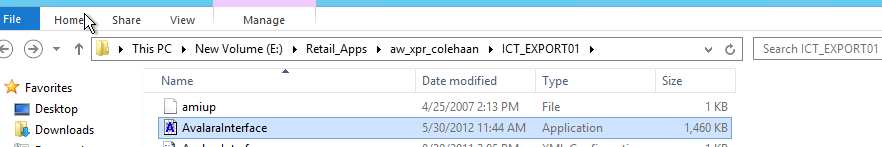 File Home Share View Manage
This PC New Volume (E:) Retail_Apps aw_xpr_colehaan ICT_EXPORT01 Search ICT_EXPORT01
Favorites Name Date modified Type Size
Desktop amiup 4/25/2007 2:13 PM File 1 KB
Downloads AvalaraInterface 5/30/2012 11:44 AM Application 1,460 KB